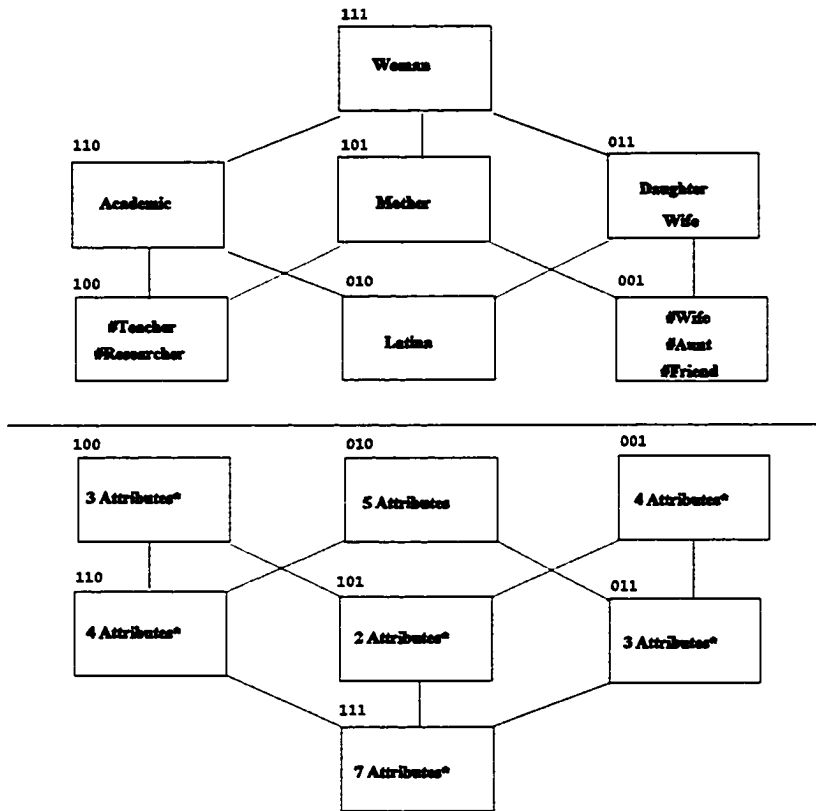 111
Woman
110
101
011
Academic
Mother
Daughter
Wife
100
010
001
#Teacher
#Researcher
Latina
#Wife
#Aunt
#Friend
100
010
001
3 Attributes*
5 Attributes
4 Attributes*
110
101
011
4 Attributes*
2 Attributes*
3 Attributes*
111
7 Attributes*